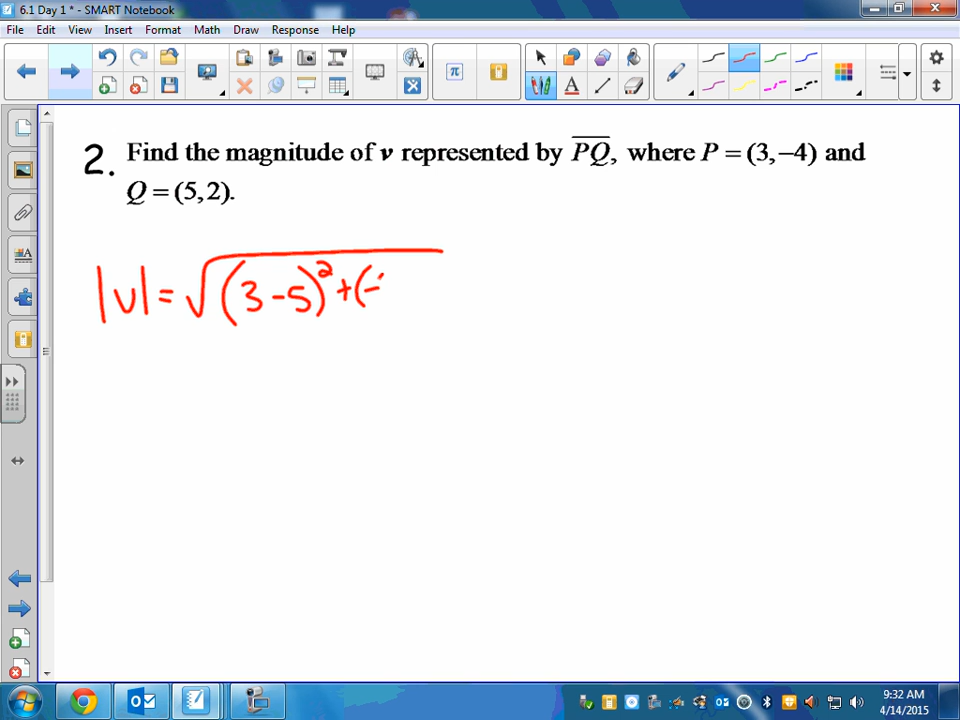 6.1 Day 1 * - SMART Notebook
File Edit View Insert Format Math Draw Response Help
2. Find the magnitude of v represented by P̅Q̅, where P = (3,−4) and
Q = (5,2).
|v| = √(3-5)² + (-
9:32 AM
4/14/2015